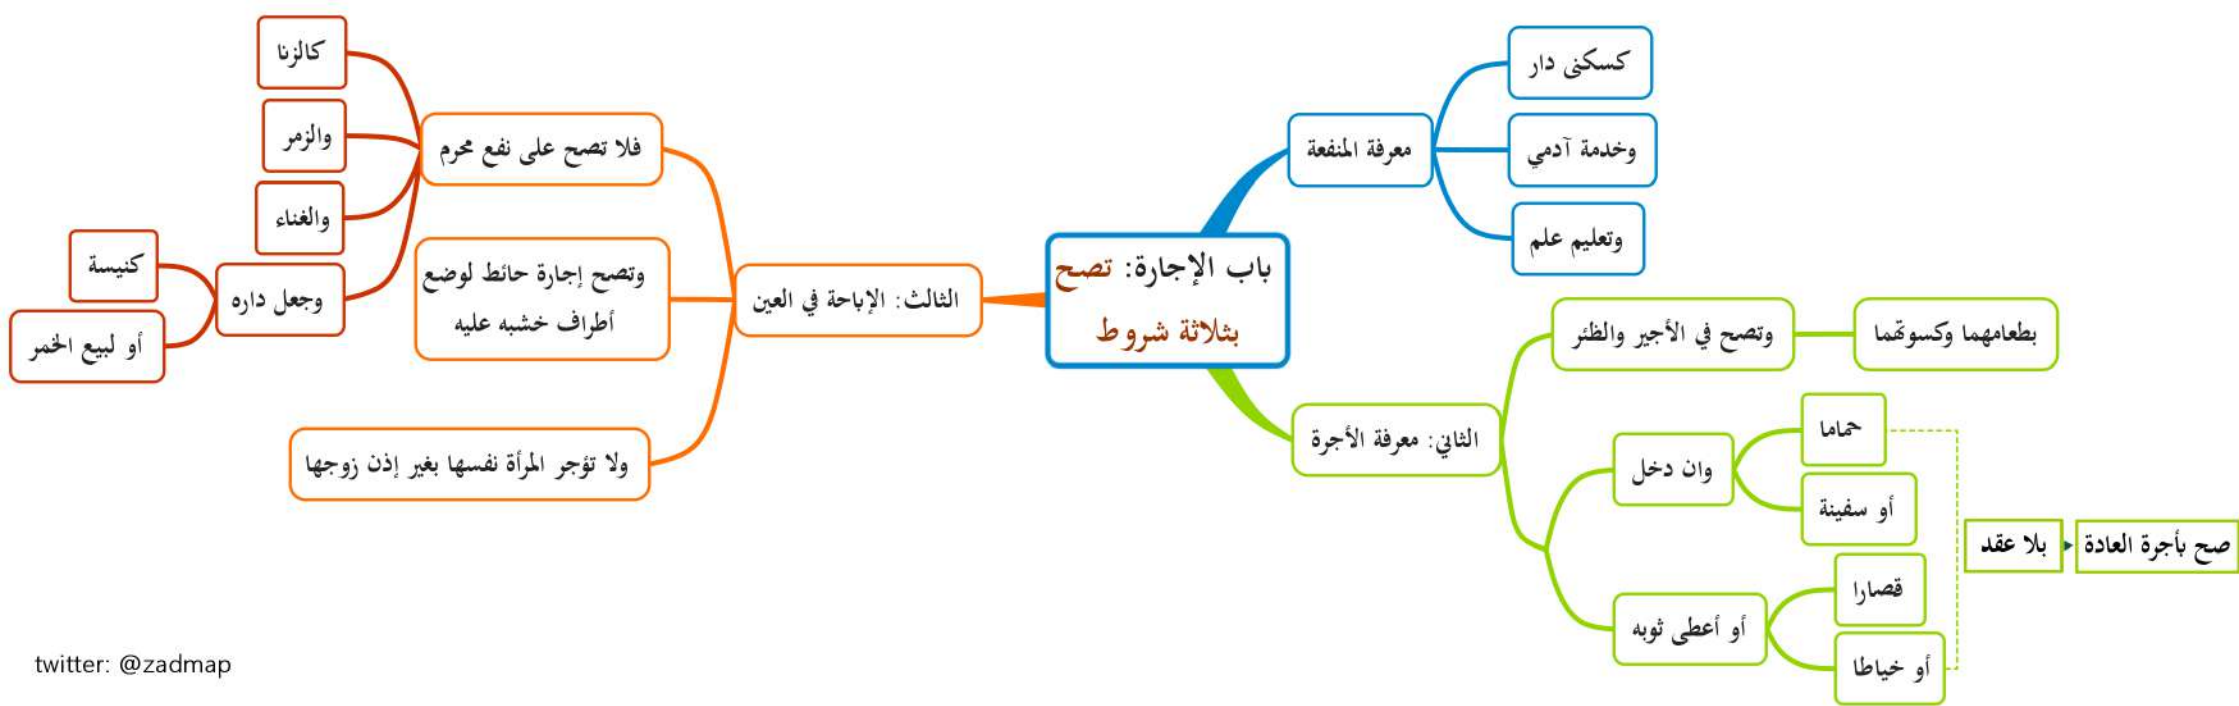 باب الإجارة: تصح
بثلاثة شروط
معرفة المنفعة
كسكنى دار
وخدمة آدمي
وتعليم علم
الثاني: معرفة الأجرة
وتصح في الأجير والظئر
بطعامهما وكسوتهما
وان دخل
حماما
أو سفينة
أو أعطى ثوبه
قصارا
أو خياطا
بلا عقد
صح بأجرة العادة
الثالث: الإباحة في العين
فلا تصح على نفع محرم
كالزنا
والزمر
والغناء
وجعل داره
كنيسة
أو لبيع الخمر
وتصح إجارة حائط لوضع
أطراف خشبه عليه
ولا تؤجر المرأة نفسها بغير إذن زوجها
twitter: @zadmap